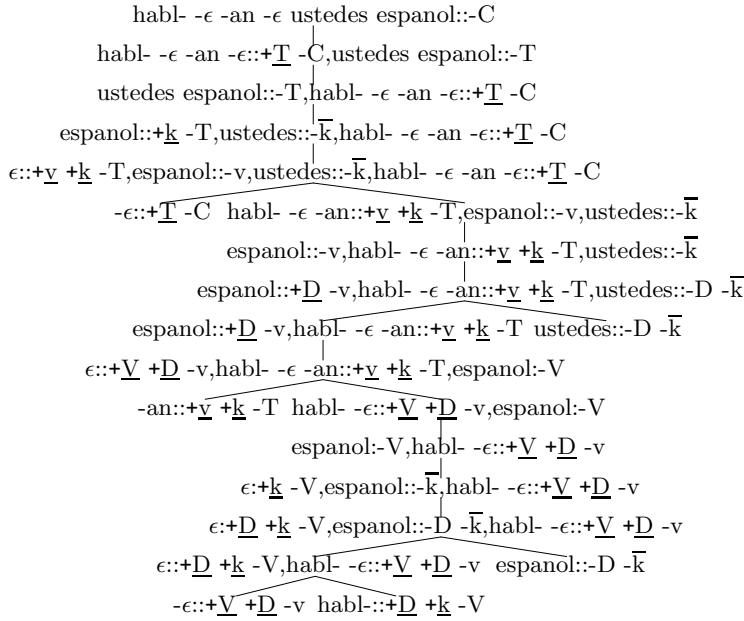 habl- -ϵ -an -ϵ ustedes espanol::-C
habl- -ϵ -an -ϵ::+T -C,ustedes espanol::-T
ustedes espanol::-T,habl- -ϵ -an -ϵ::+T -C
espanol::+k -T,ustedes::-k̅,habl- -ϵ -an -ϵ::+T -C
ϵ::+v +k -T,espanol::-v,ustedes::-k̅,habl- -ϵ -an -ϵ::+T -C
-ϵ::+T -C habl- -ϵ -an::+v +k -T,espanol::-v,ustedes::-k̅
espanol::-v,habl- -ϵ -an::+v +k -T,ustedes::-k̅
espanol::+D -v,habl- -ϵ -an::+v +k -T,ustedes::-D -k̅
espanol::+D -v,habl- -ϵ -an::+v +k -T ustedes::-D -k̅
ϵ::+V +D -v,habl- -ϵ -an::+v +k -T,espanol:-V
-an::+v +k -T habl- -ϵ::+V +D -v,espanol:-V
espanol:-V,habl- -ϵ::+V +D -v
ϵ:+k -V,espanol::-k̅,habl- -ϵ::+V +D -v
ϵ:+D +k -V,espanol::-D -k̅,habl- -ϵ::+V +D -v
ϵ::+D +k -V,habl- -ϵ::+V +D -v espanol::-D -k̅
-ϵ::+V +D -v habl-::+D +k -V